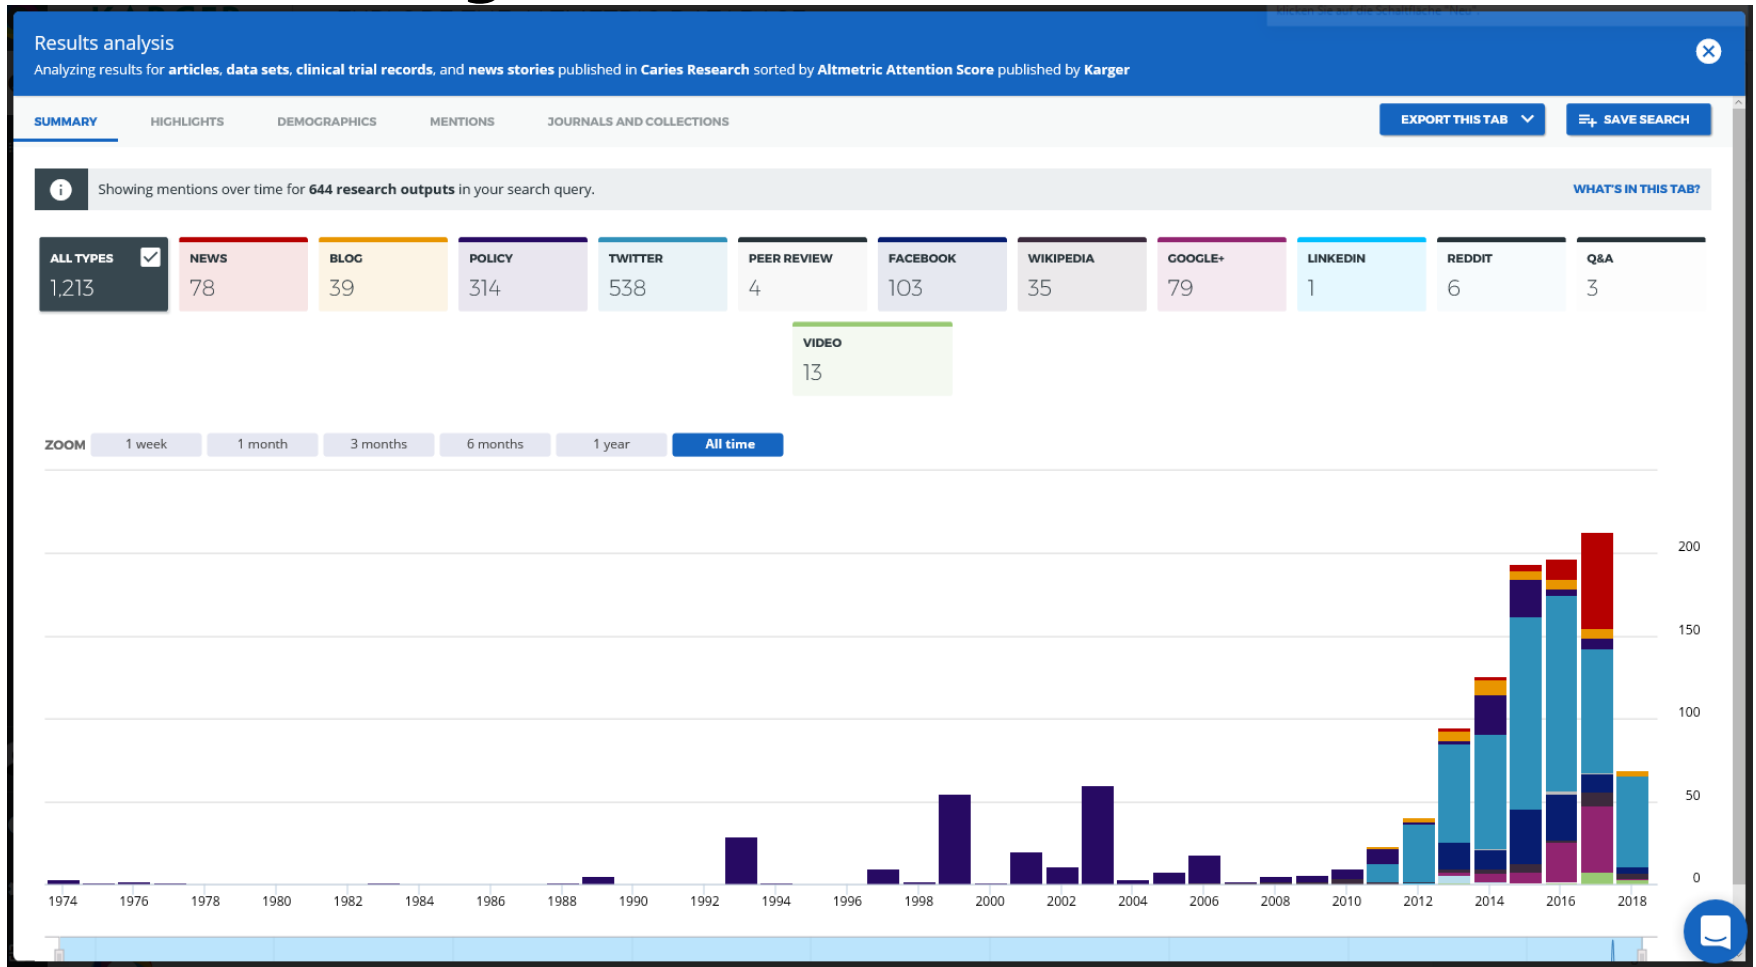 klicken Sie auf die Schaltfläche "Neu".
Results analysis
Analyzing results for articles, data sets, clinical trial records, and news stories published in Caries Research sorted by Altmetric Attention Score published by Karger
SUMMARY HIGHLIGHTS DEMOGRAPHICS MENTIONS JOURNALS AND COLLECTIONS EXPORT THIS TAB SAVE SEARCH
Showing mentions over time for 644 research outputs in your search query. WHAT'S IN THIS TAB?
ALL TYPES NEWS BLOG POLICY TWITTER PEER REVIEW FACEBOOK WIKIPEDIA GOOGLE+ LINKEDIN REDDIT Q&A
1,213 78 39 314 538 4 103 35 79 1 6 3
VIDEO
13
ZOOM 1 week 1 month 3 months 6 months 1 year All time
200
150
100
50
0
1974 1976 1978 1980 1982 1984 1986 1988 1990 1992 1994 1996 1998 2000 2002 2004 2006 2008 2010 2012 2014 2016 2018